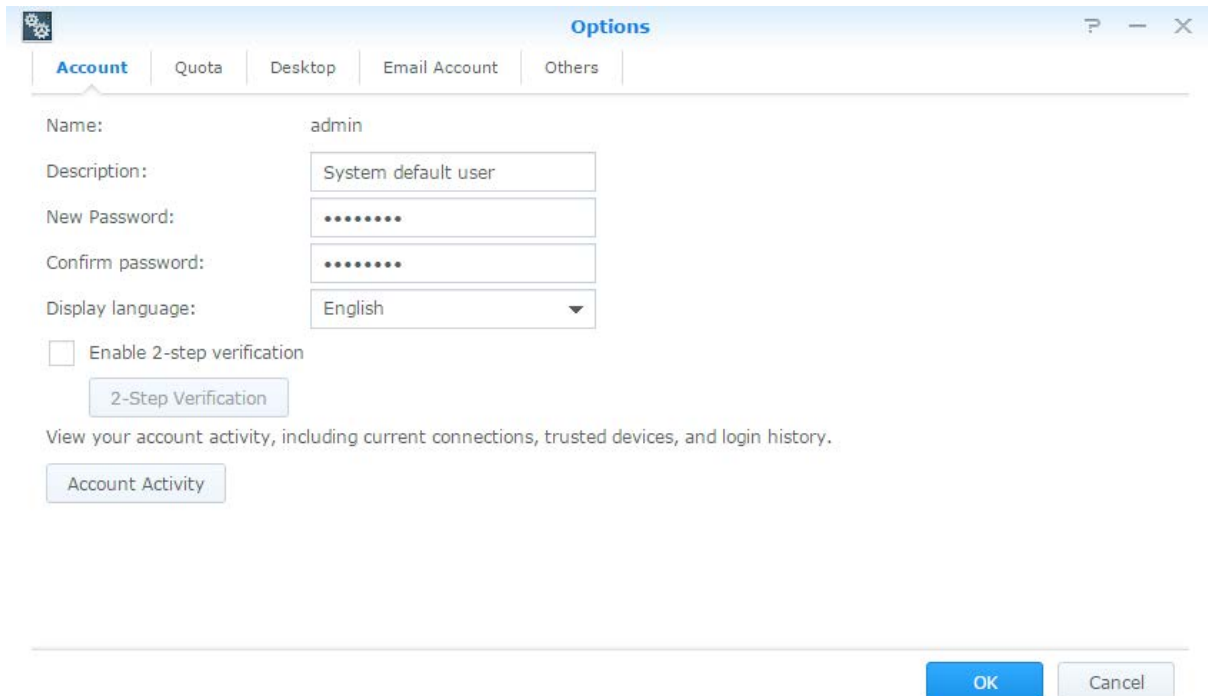 Options
Account Quota Desktop Email Account Others
Name: admin
Description: System default user
New Password: ••••••••
Confirm password: ••••••••
Display language: English
Enable 2-step verification
2-Step Verification
View your account activity, including current connections, trusted devices, and login history.
Account Activity
OK Cancel